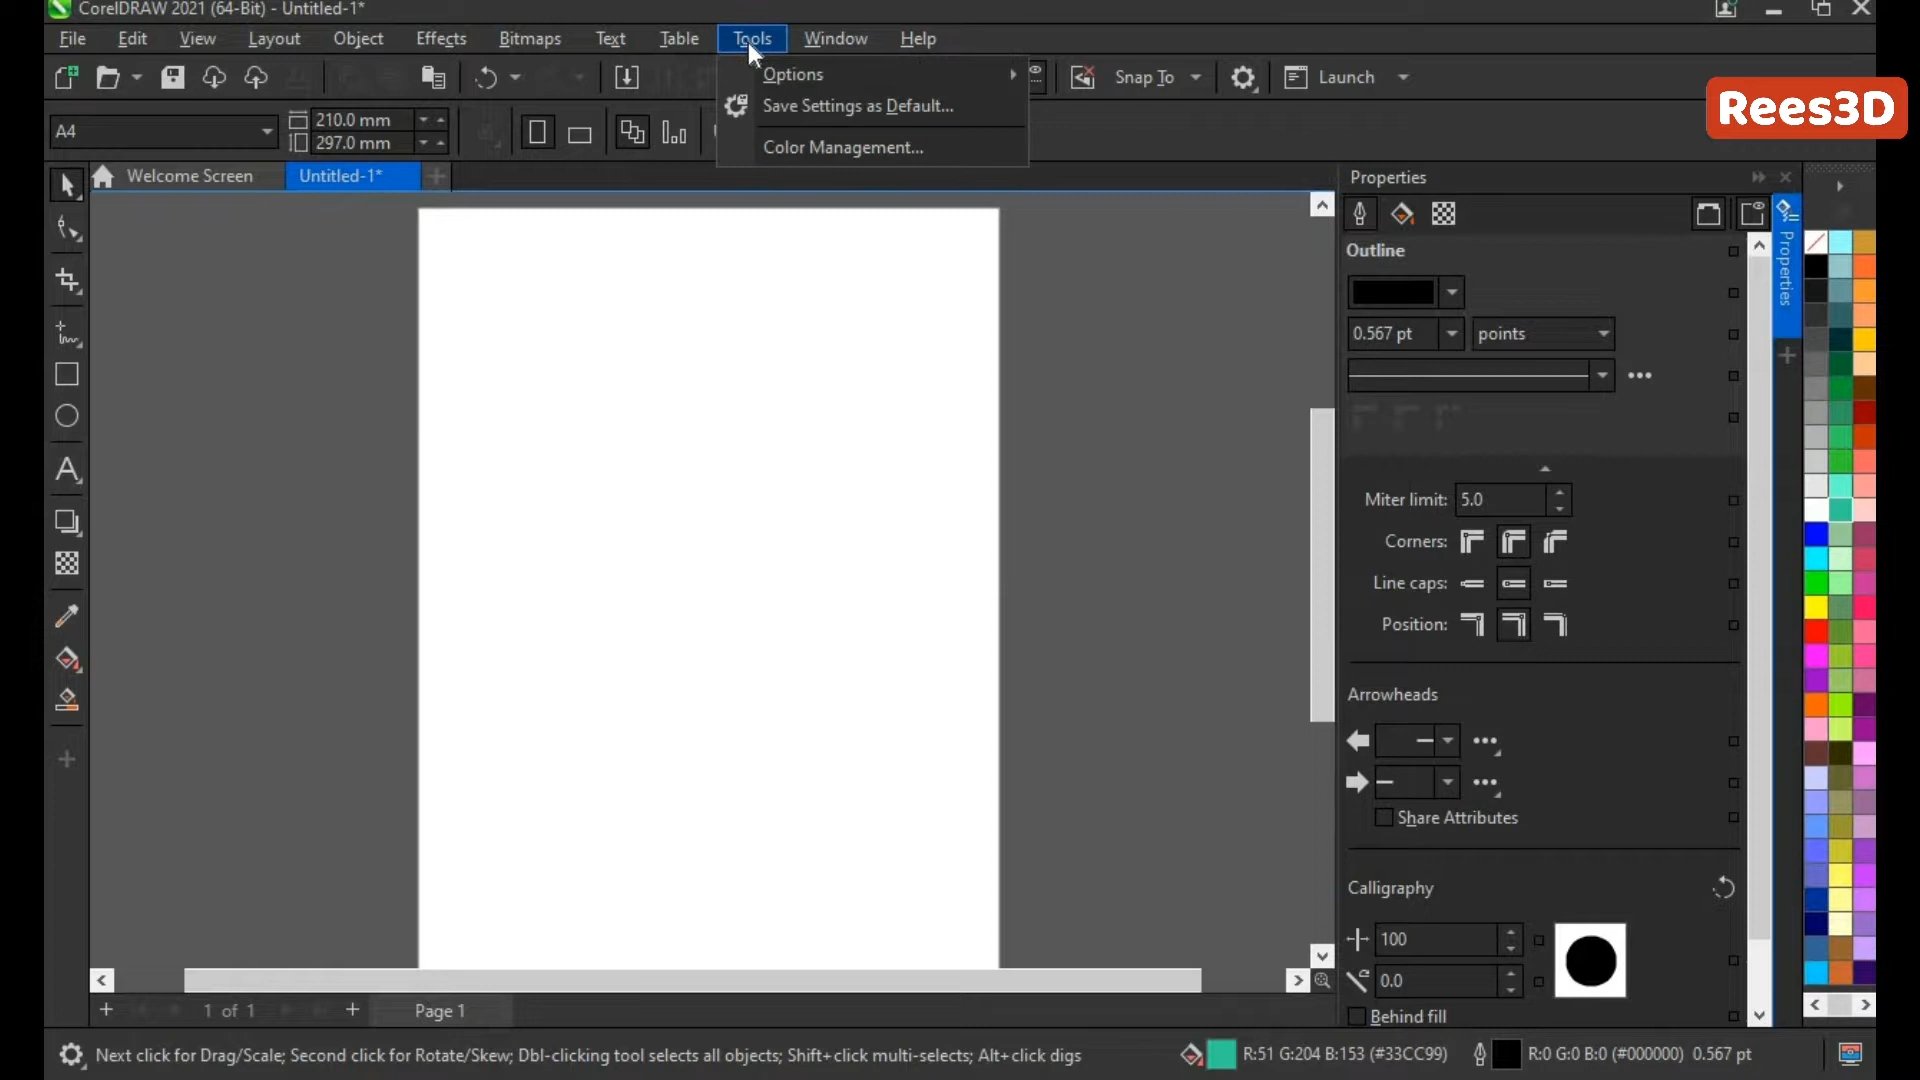 CorelDRAW 2021 (64-Bit) - Untitled-1*
File Edit View Layout Object Effects Bitmaps Text Table Tools Window Help
Options
Snap To
Launch
Save Settings as Default...
Color Management...
Rees3D
A4
210.0 mm
297.0 mm
Welcome Screen
Untitled-1*
Properties
Properties
Outline
0.567 pt
points
Miter limit: 5.0
Corners:
Line caps:
Position:
Arrowheads
Share Attributes
Calligraphy
100
0.0
Behind fill
1 of 1
Page 1
Next click for Drag/Scale; Second click for Rotate/Skew; Dbl-clicking tool selects all objects; Shift+click multi-selects; Alt+click digs
R:51 G:204 B:153 (#33CC99)
R:0 G:0 B:0 (#000000) 0.567 pt